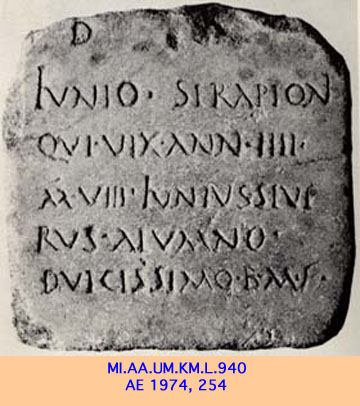 D
IVNIO · SERAPION
QVI · VIX · ANN · IIII ·
M VIII · IVNIVS SEVE
RVS · ALVMNO ·
DVLCISSIMO · B · M · F ·
MI.AA.UM.KM.L.940
AE 1974, 254